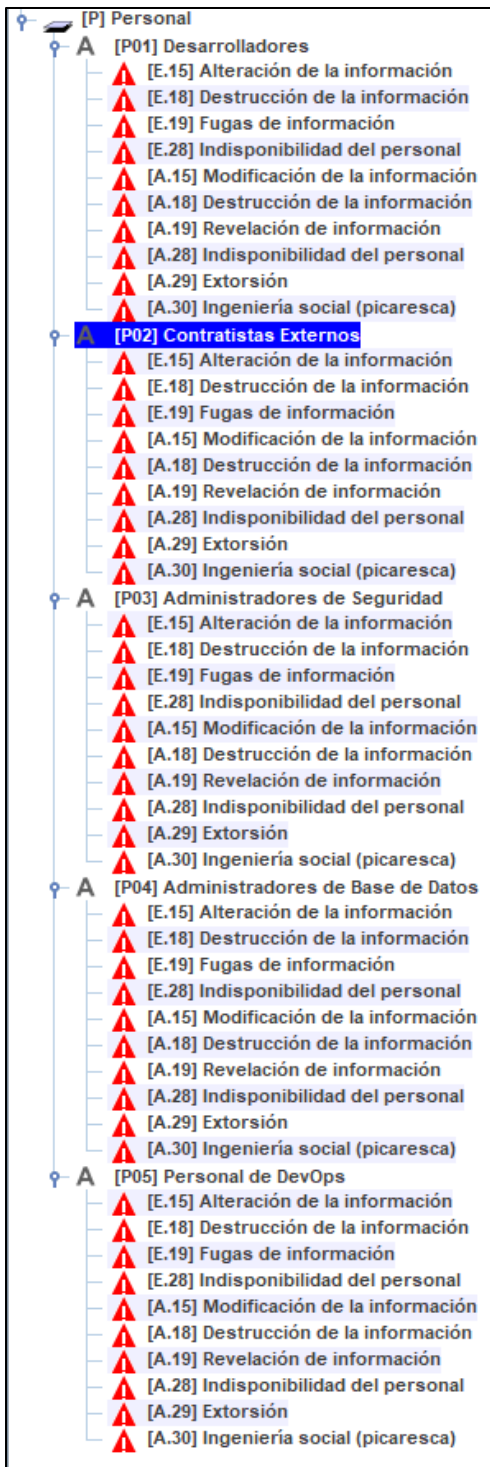 [P] Personal
A [P01] Desarrolladores
[E.15] Alteración de la información
[E.18] Destrucción de la información
[E.19] Fugas de información
[E.28] Indisponibilidad del personal
[A.15] Modificación de la información
[A.18] Destrucción de la información
[A.19] Revelación de información
[A.28] Indisponibilidad del personal
[A.29] Extorsión
[A.30] Ingeniería social (picaresca)
A [P02] Contratistas Externos
[E.15] Alteración de la información
[E.18] Destrucción de la información
[E.19] Fugas de información
[A.15] Modificación de la información
[A.18] Destrucción de la información
[A.19] Revelación de información
[A.28] Indisponibilidad del personal
[A.29] Extorsión
[A.30] Ingeniería social (picaresca)
A [P03] Administradores de Seguridad
[E.15] Alteración de la información
[E.18] Destrucción de la información
[E.19] Fugas de información
[E.28] Indisponibilidad del personal
[A.15] Modificación de la información
[A.18] Destrucción de la información
[A.19] Revelación de información
[A.28] Indisponibilidad del personal
[A.29] Extorsión
[A.30] Ingeniería social (picaresca)
A [P04] Administradores de Base de Datos
[E.15] Alteración de la información
[E.18] Destrucción de la información
[E.19] Fugas de información
[E.28] Indisponibilidad del personal
[A.15] Modificación de la información
[A.18] Destrucción de la información
[A.19] Revelación de información
[A.28] Indisponibilidad del personal
[A.29] Extorsión
[A.30] Ingeniería social (picaresca)
A [P05] Personal de DevOps
[E.15] Alteración de la información
[E.18] Destrucción de la información
[E.19] Fugas de información
[E.28] Indisponibilidad del personal
[A.15] Modificación de la información
[A.18] Destrucción de la información
[A.19] Revelación de información
[A.28] Indisponibilidad del personal
[A.29] Extorsión
[A.30] Ingeniería social (picaresca)